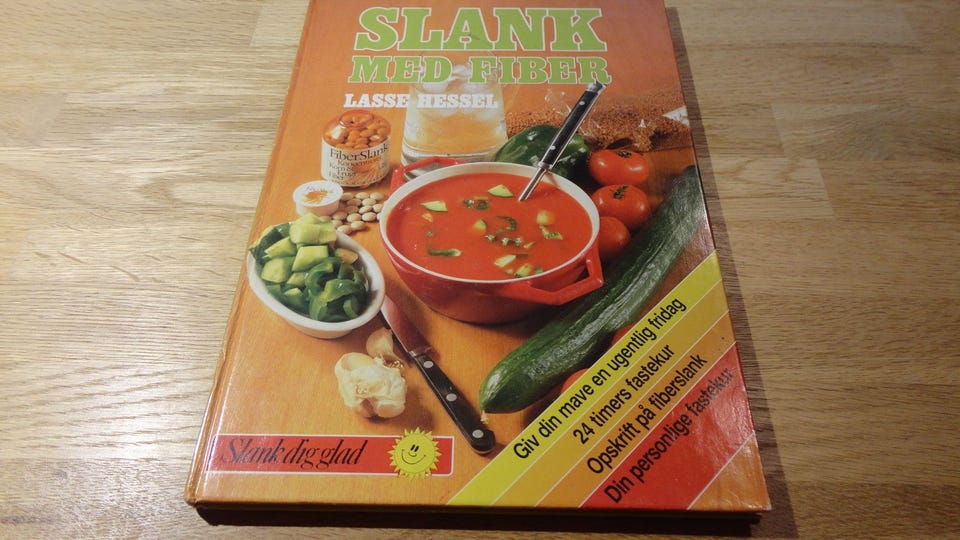 SLANK
MED FIBER
LASSE HESSEL
FiberSlank
Giv din mave en ugentlig fridag
24 timers fastekur
Opskrift på fiberslank
Din personlige fastekur
Slank dig glad